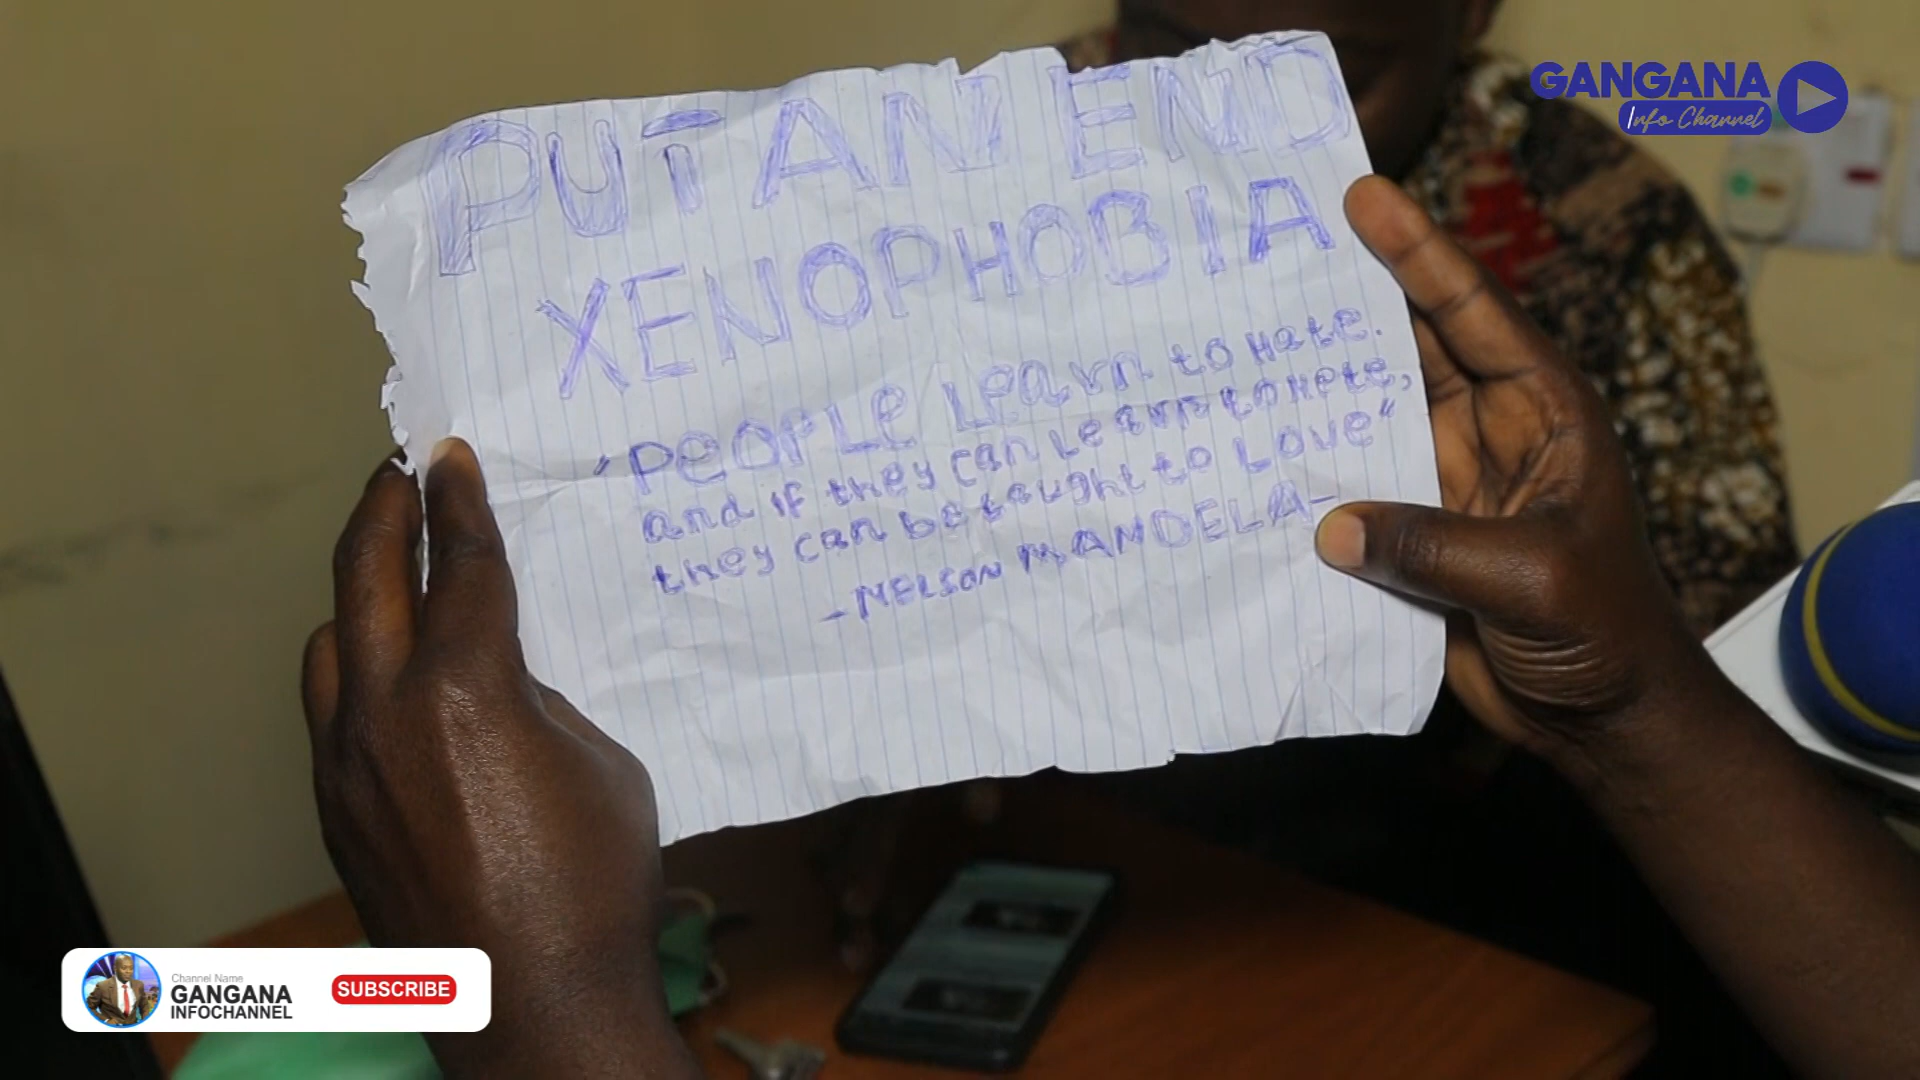 PUT AN END
XENOPHOBIA
"PEOPLE LEarn to Hate.
and if they can Learn to Hete,
they can be taught to LOVE"
-NELSON MANDELA-
GANGANA
Info Channel
Channel Name
GANGANA
INFOCHANNEL
SUBSCRIBE